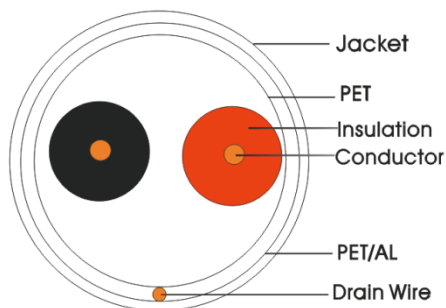 Jacket
PET
Insulation
Conductor
PET/AL
Drain Wire